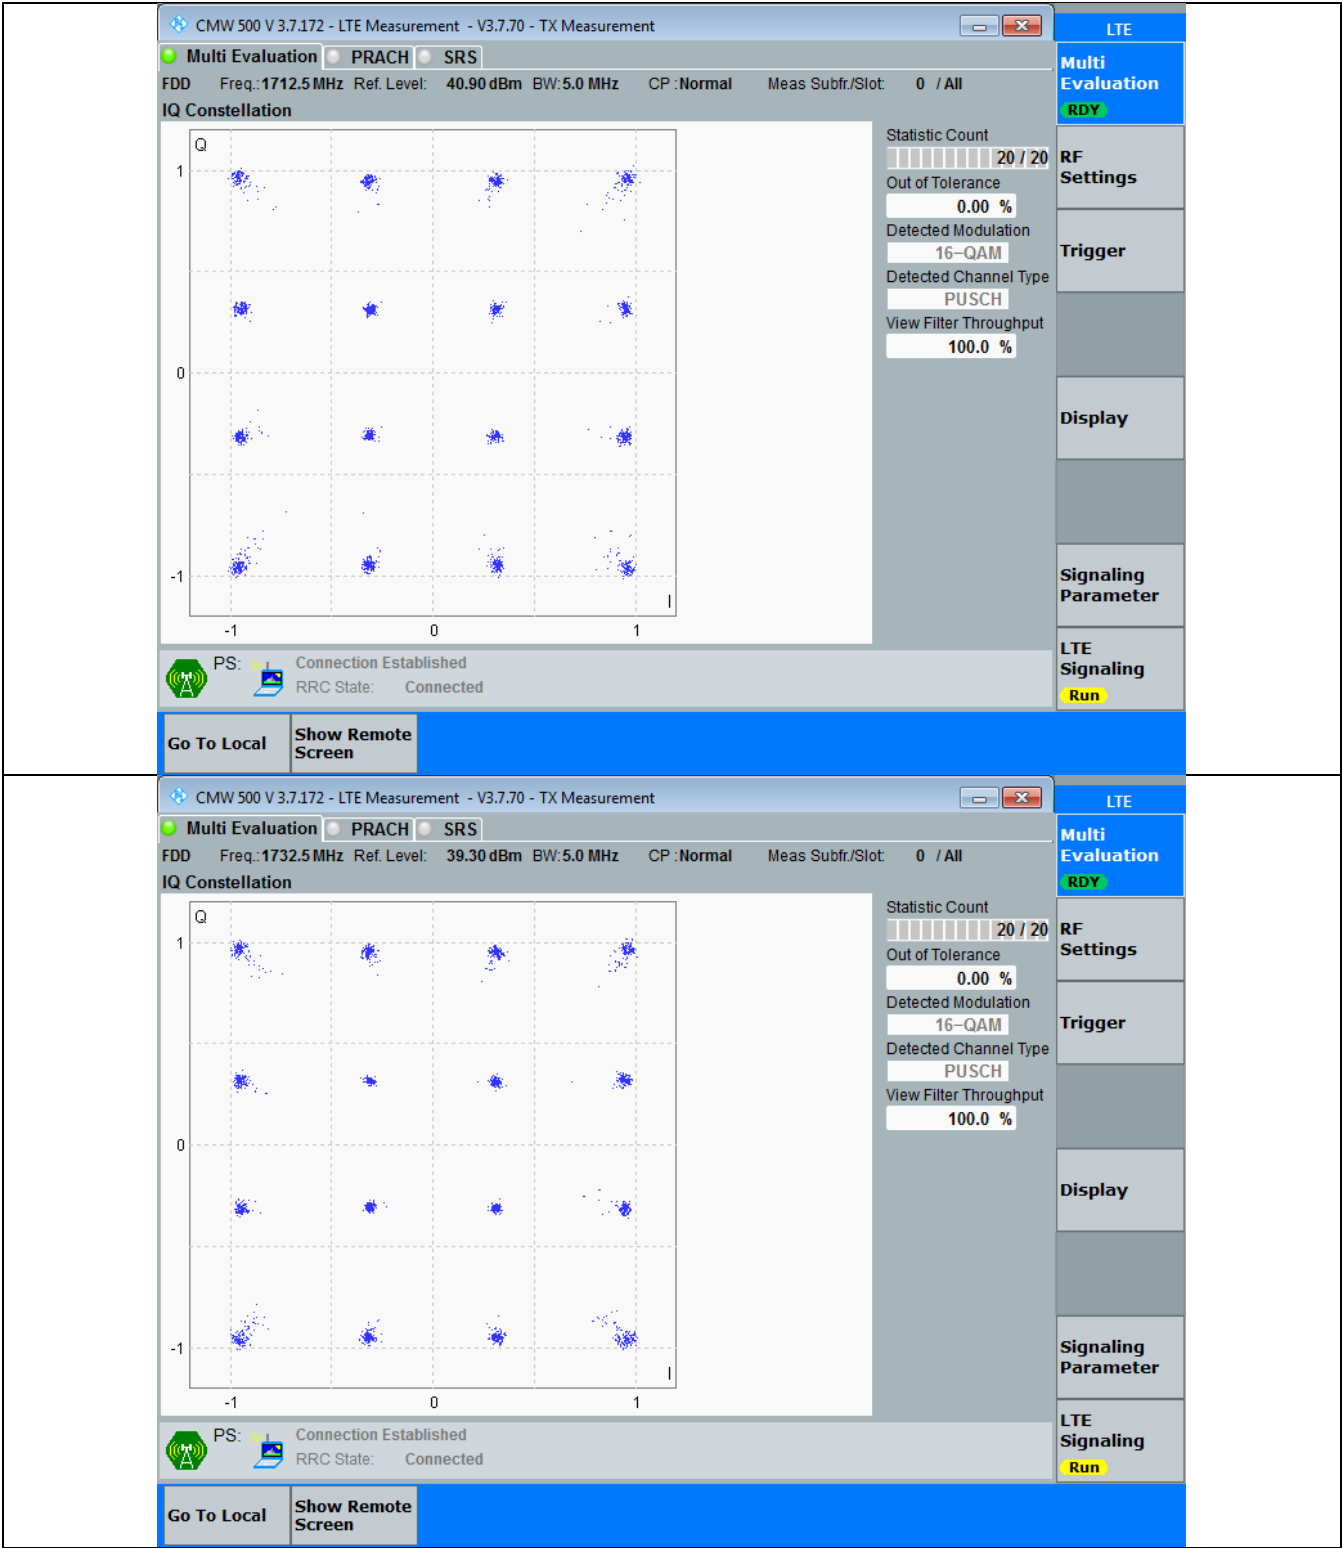 CMW 500 V 3.7.172 - LTE Measurement - V3.7.70 - TX Measurement
LTE
Multi Evaluation PRACH SRS
Multi
Evaluation
RDY
FDD Freq.:1712.5 MHz Ref. Level: 40.90 dBm BW:5.0 MHz CP :Normal Meas Subfr./Slot: 0 / All
IQ Constellation
Q
1
0
-1
I
-1 0 1
Statistic Count
20 / 20
Out of Tolerance
0.00 %
Detected Modulation
16-QAM
Detected Channel Type
PUSCH
View Filter Throughput
100.0 %
RF
Settings
Trigger
Display
Signaling
Parameter
LTE
Signaling
Run
PS: Connection Established
RRC State: Connected
Go To Local
Show Remote
Screen
CMW 500 V 3.7.172 - LTE Measurement - V3.7.70 - TX Measurement
LTE
Multi Evaluation PRACH SRS
Multi
Evaluation
RDY
FDD Freq.:1732.5 MHz Ref. Level: 39.30 dBm BW:5.0 MHz CP :Normal Meas Subfr./Slot: 0 / All
IQ Constellation
Q
1
0
-1
I
-1 0 1
Statistic Count
20 / 20
Out of Tolerance
0.00 %
Detected Modulation
16-QAM
Detected Channel Type
PUSCH
View Filter Throughput
100.0 %
RF
Settings
Trigger
Display
Signaling
Parameter
LTE
Signaling
Run
PS: Connection Established
RRC State: Connected
Go To Local
Show Remote
Screen